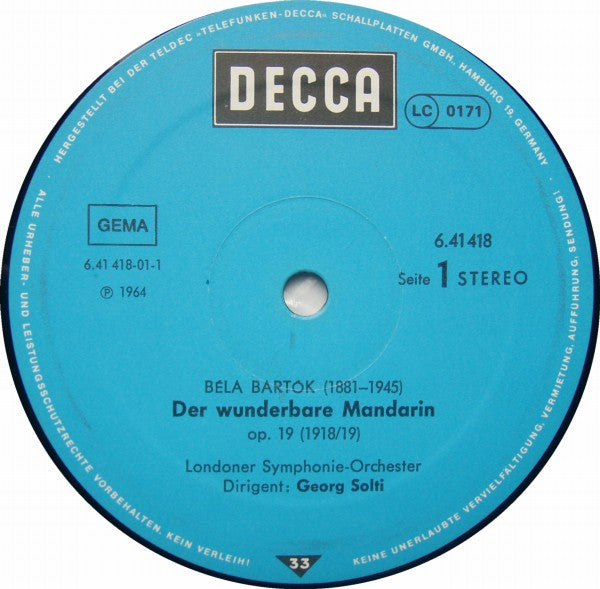 HERGESTELLT BEI DER TELDEC »TELEFUNKEN-DECCA« SCHALLPLATTEN GMBH., HAMBURG 19, GERMANY ·
DECCA
LC 0171
GEMA
6.41 418-01-1
℗ 1964
6.41 418
Seite 1 STEREO
BÉLA BARTÓK (1881–1945)
Der wunderbare Mandarin
op. 19 (1918/19)
Londoner Symphonie-Orchester
Dirigent: Georg Solti
33
· ALLE URHEBER- UND LEISTUNGSSCHUTZRECHTE VORBEHALTEN. KEIN VERLEIH!
KEINE UNERLAUBTE VERVIELFÄLTIGUNG, VERMIETUNG, AUFFÜHRUNG, SENDUNG!